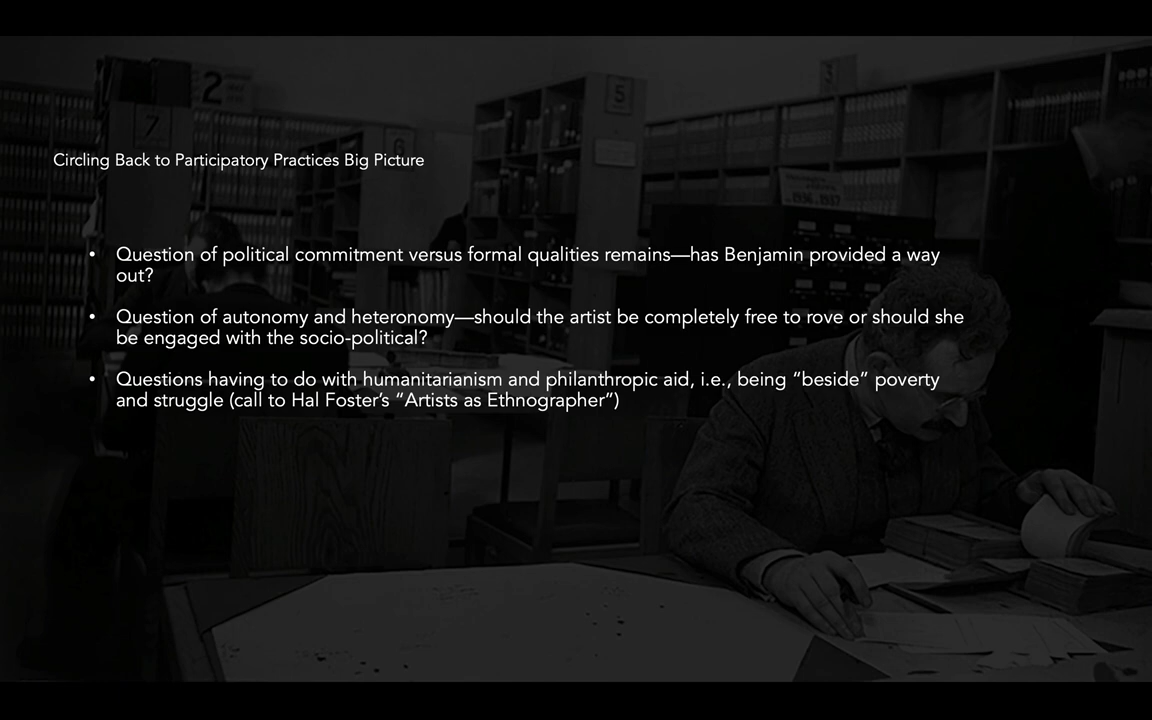 2
7
5
3
6
1936-1937
Circling Back to Participatory Practices Big Picture
• Question of political commitment versus formal qualities remains—has Benjamin provided a way
out?
• Question of autonomy and heteronomy—should the artist be completely free to rove or should she
be engaged with the socio-political?
• Questions having to do with humanitarianism and philanthropic aid, i.e., being “beside” poverty
and struggle (call to Hal Foster’s “Artists as Ethnographer”)